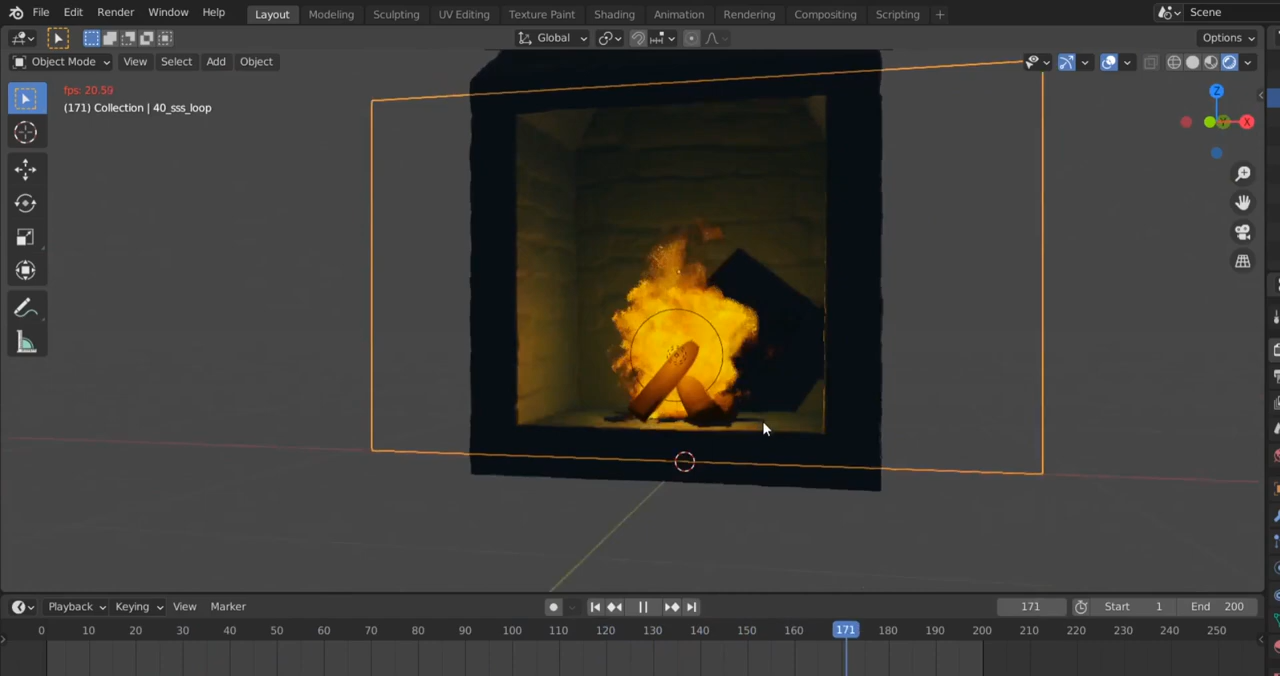 File Edit Render Window Help Layout Modeling Sculpting UV Editing Texture Paint Shading Animation Rendering Compositing Scripting + Scene
Global Options
Object Mode View Select Add Object
fps: 20.59
(171) Collection | 40_sss_loop
Z
Y X
Playback Keying View Marker 171 Start 1 End 200
0 10 20 30 40 50 60 70 80 90 100 110 120 130 140 150 160 171 180 190 200 210 220 230 240 250